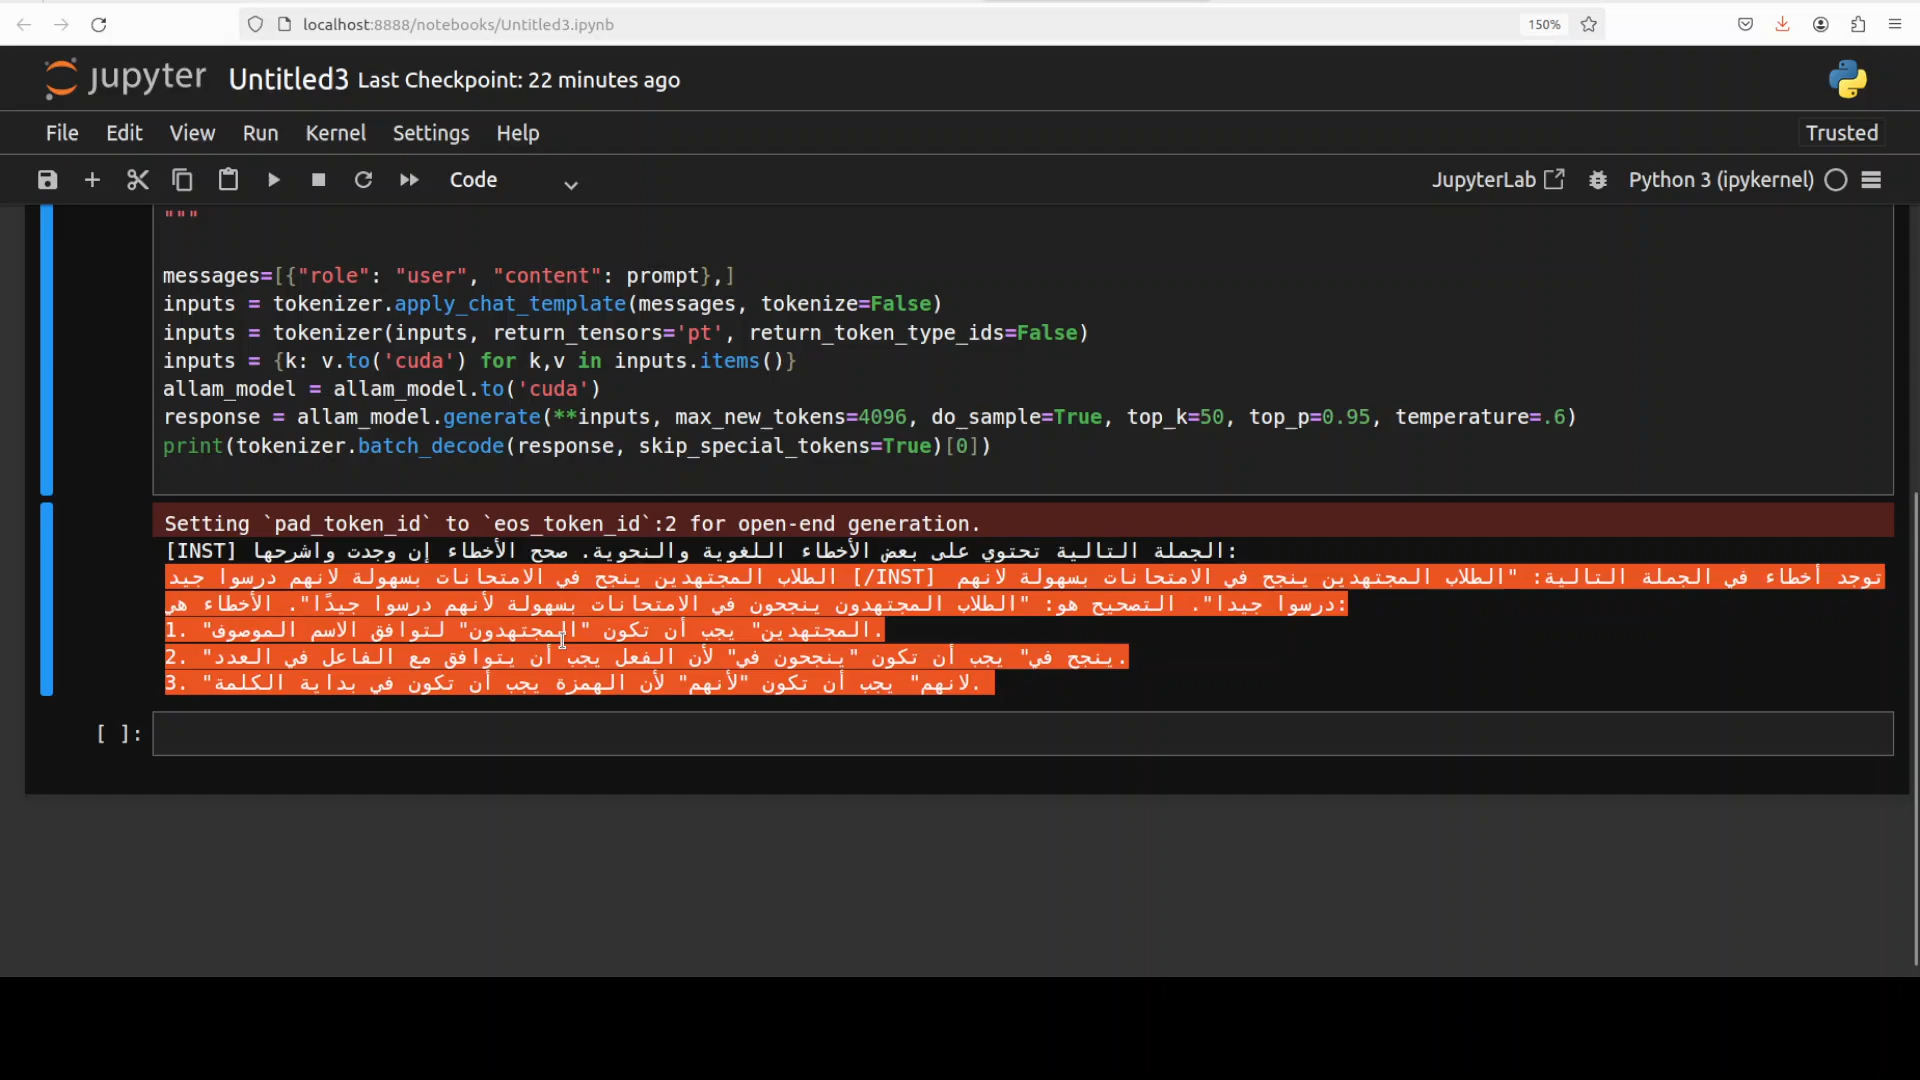 localhost:8888/notebooks/Untitled3.ipynb
150%
jupyter Untitled3 Last Checkpoint: 22 minutes ago
File Edit View Run Kernel Settings Help
Trusted
Code
JupyterLab
Python 3 (ipykernel)
"""
messages=[{"role": "user", "content": prompt},]
inputs = tokenizer.apply_chat_template(messages, tokenize=False)
inputs = tokenizer(inputs, return_tensors='pt', return_token_type_ids=False)
inputs = {k: v.to('cuda') for k,v in inputs.items()}
allam_model = allam_model.to('cuda')
response = allam_model.generate(**inputs, max_new_tokens=4096, do_sample=True, top_k=50, top_p=0.95, temperature=.6)
print(tokenizer.batch_decode(response, skip_special_tokens=True)[0])
Setting `pad_token_id` to `eos_token_id`:2 for open-end generation.
[INST] الجملة التالية تحتوي على بعض الأخطاء اللغوية والنحوية. صحح الأخطاء إن وجدت واشرحها:
الطلاب المجتهدين ينجح في الامتحانات بسهولة لانهم درسوا جيد [/INST] توجد أخطاء في الجملة التالية: "الطلاب المجتهدين ينجح في الامتحانات بسهولة لانهم
درسوا جيدا". التصحيح هو: "الطلاب المجتهدون ينجحون في الامتحانات بسهولة لأنهم درسوا جيدًا". الأخطاء هي:
1. "المجتهدين" يجب أن تكون "المجتهدون" لتوافق الاسم الموصوف.
2. "ينجح في" يجب أن تكون "ينجحون في" لأن الفعل يجب أن يتوافق مع الفاعل في العدد.
3. "لانهم" يجب أن تكون "لأنهم" لأن الهمزة يجب أن تكون في بداية الكلمة.
[ ]: